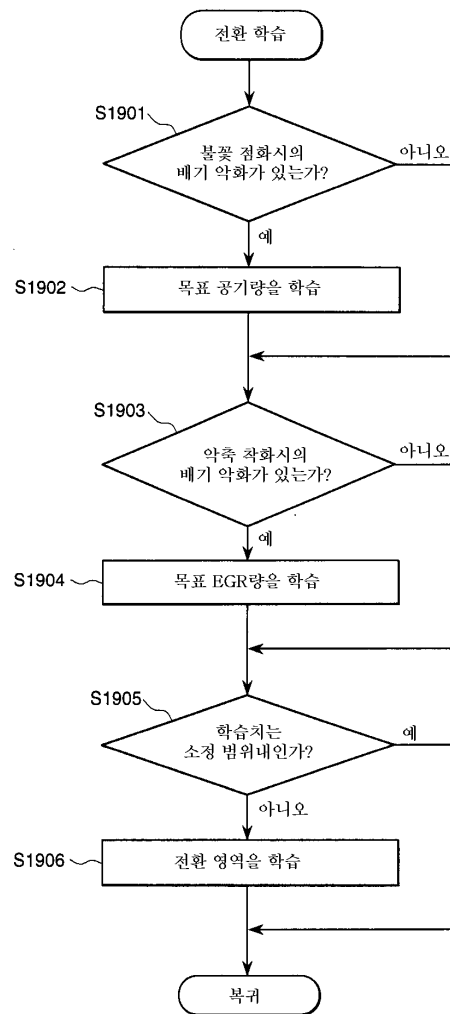 전환 학습
S1901
불꽃 점화시의
배기 악화가 있는가?
아니오
예
S1902
목표 공기량을 학습
S1903
악축 착화시의
배기 악화가 있는가?
아니오
예
S1904
목표 EGR량을 학습
S1905
학습치는
소정 범위내인가?
예
아니오
S1906
전환 영역을 학습
복귀